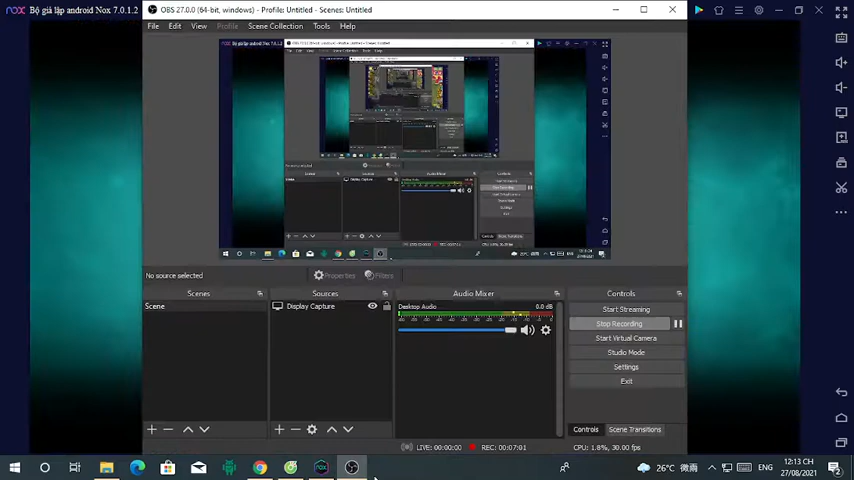 nox Bộ giả lập android Nox 7.0.1.2
OBS 27.0.0 (64-bit, windows) - Profile: Untitled - Scenes: Untitled
File Edit View Profile Scene Collection Tools Help
No source selected
Properties
Filters
Scenes
Sources
Audio Mixer
Controls
Scene
Display Capture
Desktop Audio
0.0 dB
Start Streaming
Stop Recording
Start Virtual Camera
Studio Mode
Settings
Exit
Controls
Scene Transitions
LIVE: 00:00:00
REC: 00:07:01
CPU: 1.8%, 30.00 fps
26°C 微雨
ENG
12:13 CH
27/08/2021
2